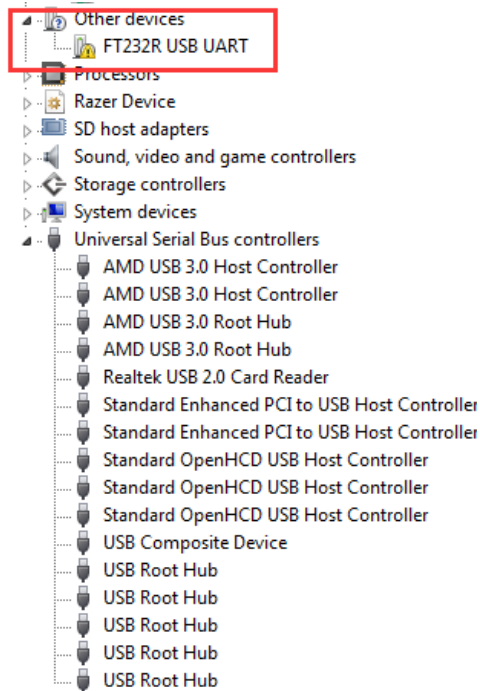 Other devices
FT232R USB UART
Processors
Razer Device
SD host adapters
Sound, video and game controllers
Storage controllers
System devices
Universal Serial Bus controllers
AMD USB 3.0 Host Controller
AMD USB 3.0 Host Controller
AMD USB 3.0 Root Hub
AMD USB 3.0 Root Hub
Realtek USB 2.0 Card Reader
Standard Enhanced PCI to USB Host Controller
Standard Enhanced PCI to USB Host Controller
Standard OpenHCD USB Host Controller
Standard OpenHCD USB Host Controller
Standard OpenHCD USB Host Controller
USB Composite Device
USB Root Hub
USB Root Hub
USB Root Hub
USB Root Hub
USB Root Hub